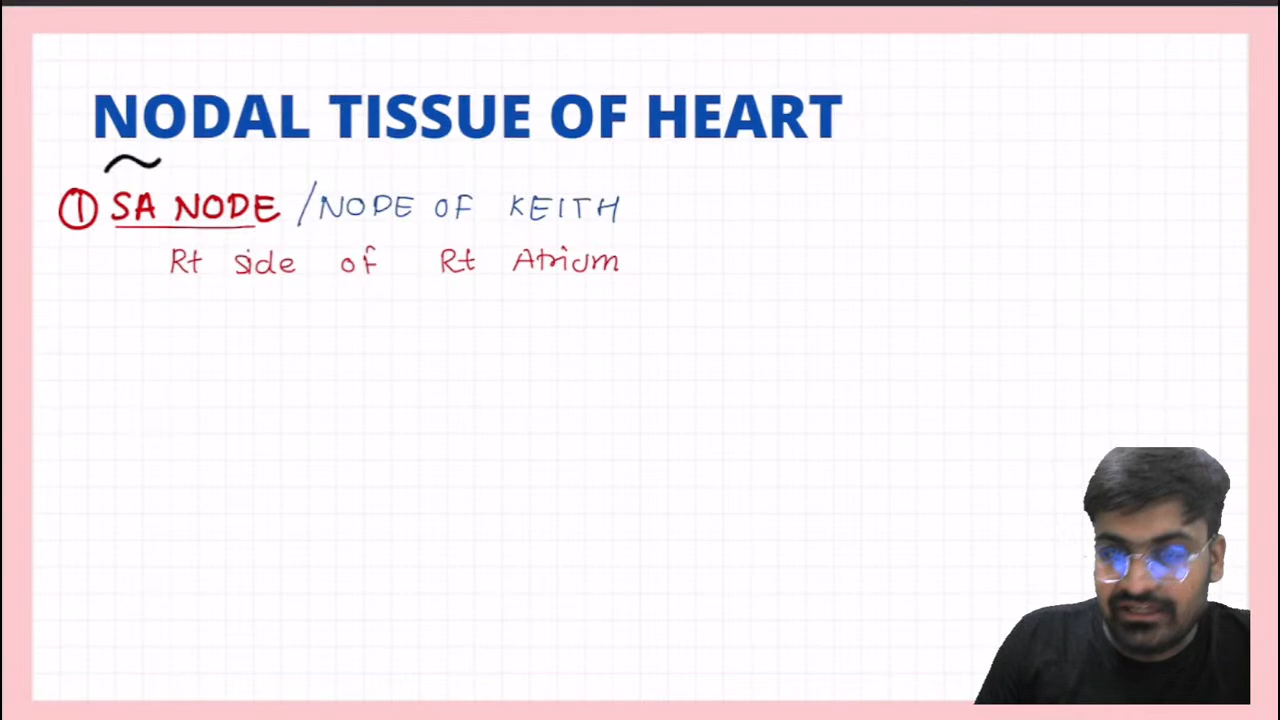 NODAL TISSUE OF HEART
① SA NODE / NODE OF KEITH
Rt side of Rt Atrium